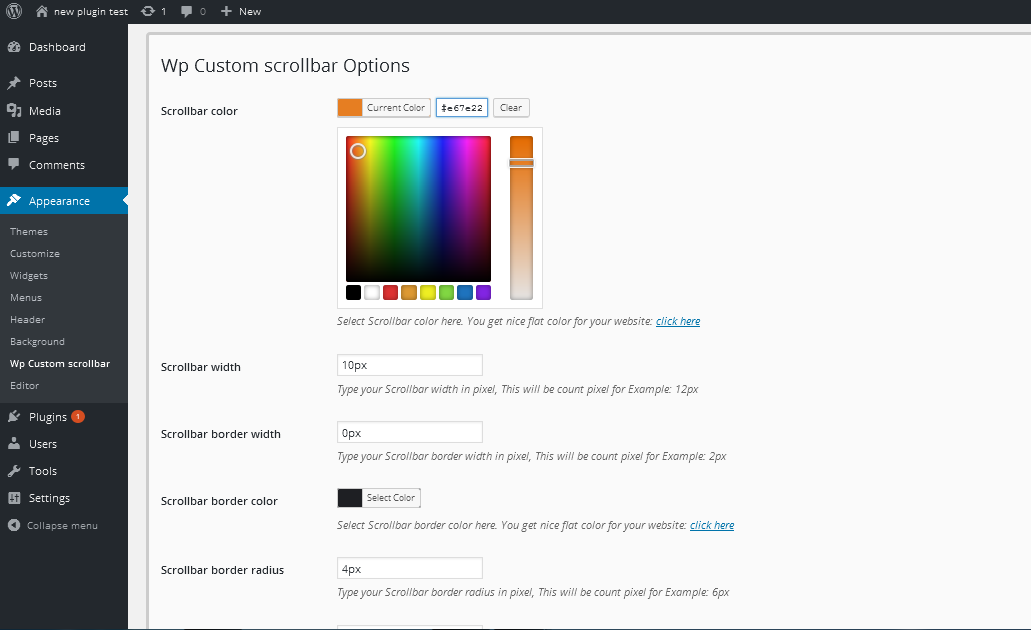 new plugin test 1 0 New
Dashboard
Posts
Media
Pages
Comments
Appearance
Themes
Customize
Widgets
Menus
Header
Background
Wp Custom scrollbar
Editor
Plugins 1
Users
Tools
Settings
Collapse menu
Wp Custom scrollbar Options
Scrollbar color
Current Color #e67e22 Clear
Select Scrollbar color here. You get nice flat color for your website: click here
Scrollbar width
10px
Type your Scrollbar width in pixel, This will be count pixel for Example: 12px
Scrollbar border width
0px
Type your Scrollbar border width in pixel, This will be count pixel for Example: 2px
Scrollbar border color
Select Color
Select Scrollbar border color here. You get nice flat color for your website: click here
Scrollbar border radius
4px
Type your Scrollbar border radius in pixel, This will be count pixel for Example: 6px